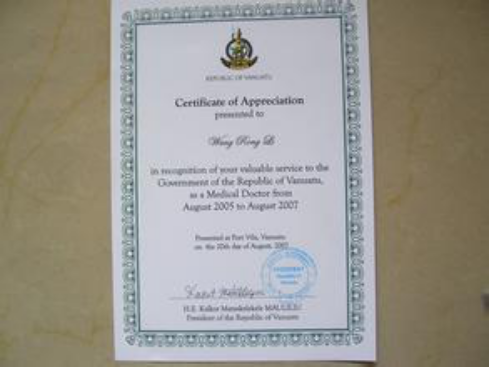 REPUBLIC OF VANUATU
Certificate of Appreciation
presented to
Wang Rong Li
in recognition of your valuable service to the
Government of the Republic of Vanuatu,
as a Medical Doctor from
August 2005 to August 2007
Presented at Port Vila, Vanuatu
on the 20th day of August, 2007
PRESIDENT
H.E. Kalkot Mataskelekele MAULILIU
President of the Republic of Vanuatu